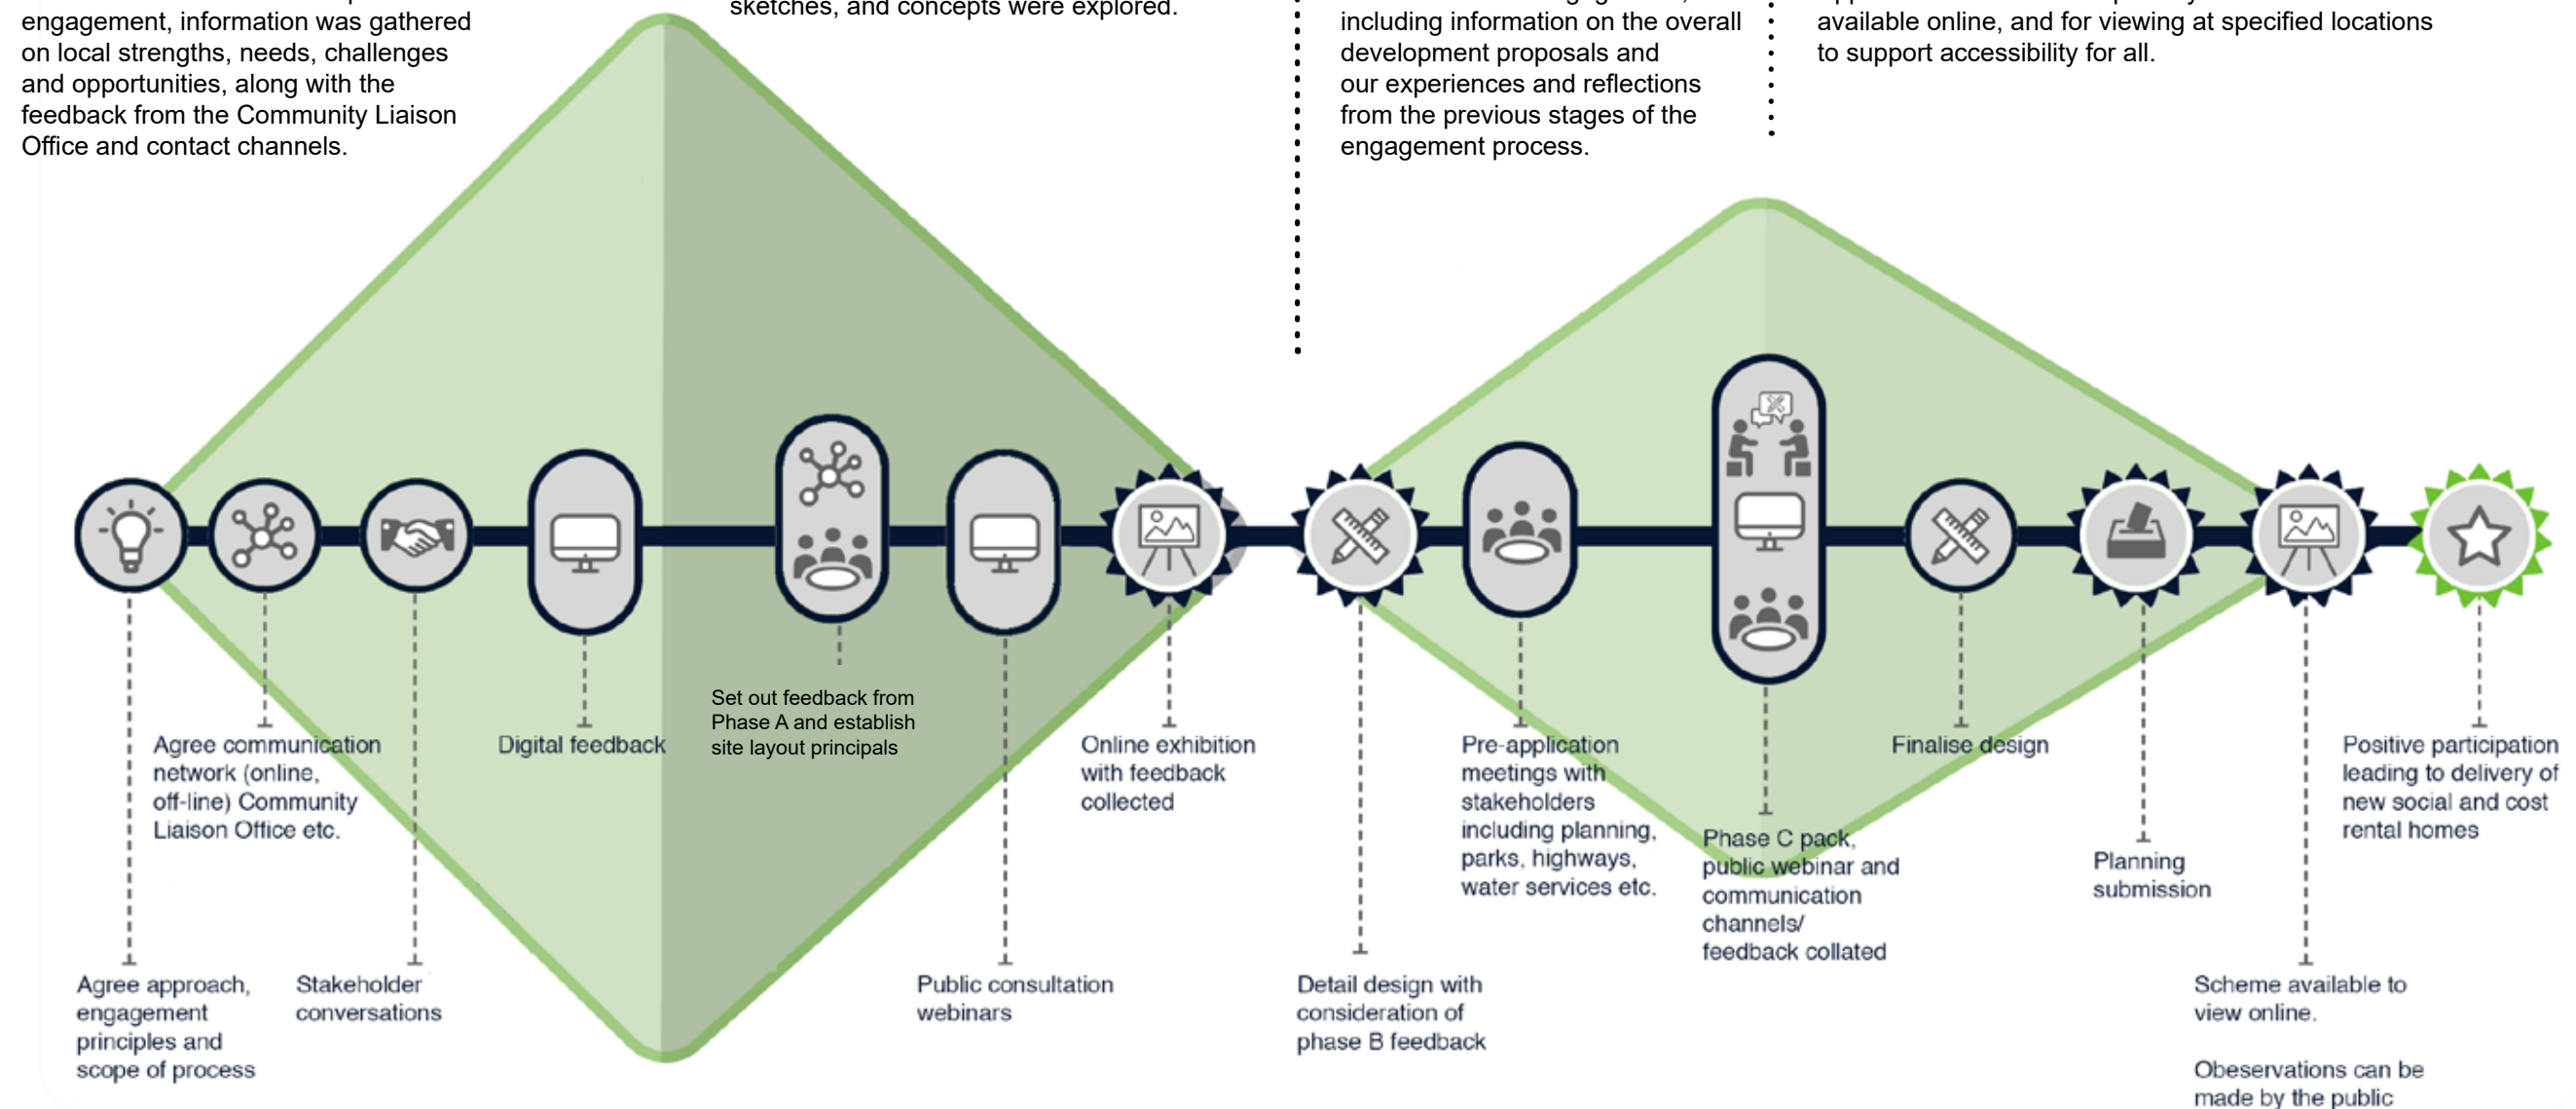 engagement, information was gathered
on local strengths, needs, challenges
and opportunities, along with the
feedback from the Community Liaison
Office and contact channels.
sketches, and concepts were explored.
including information on the overall
development proposals and
our experiences and reflections
from the previous stages of the
engagement process.
available online, and for viewing at specified locations
to support accessibility for all.
Agree approach,
engagement
principles and
scope of process
Agree communication
network (online,
off-line) Community
Liaison Office etc.
Stakeholder
conversations
Digital feedback
Set out feedback from
Phase A and establish
site layout principals
Public consultation
webinars
Online exhibition
with feedback
collected
Detail design with
consideration of
phase B feedback
Pre-application
meetings with
stakeholders
including planning,
parks, highways,
water services etc.
Phase C pack,
public webinar and
communication
channels/
feedback collated
Finalise design
Planning
submission
Scheme available to
view online.
Obeservations can be
made by the public
Positive participation
leading to delivery of
new social and cost
rental homes